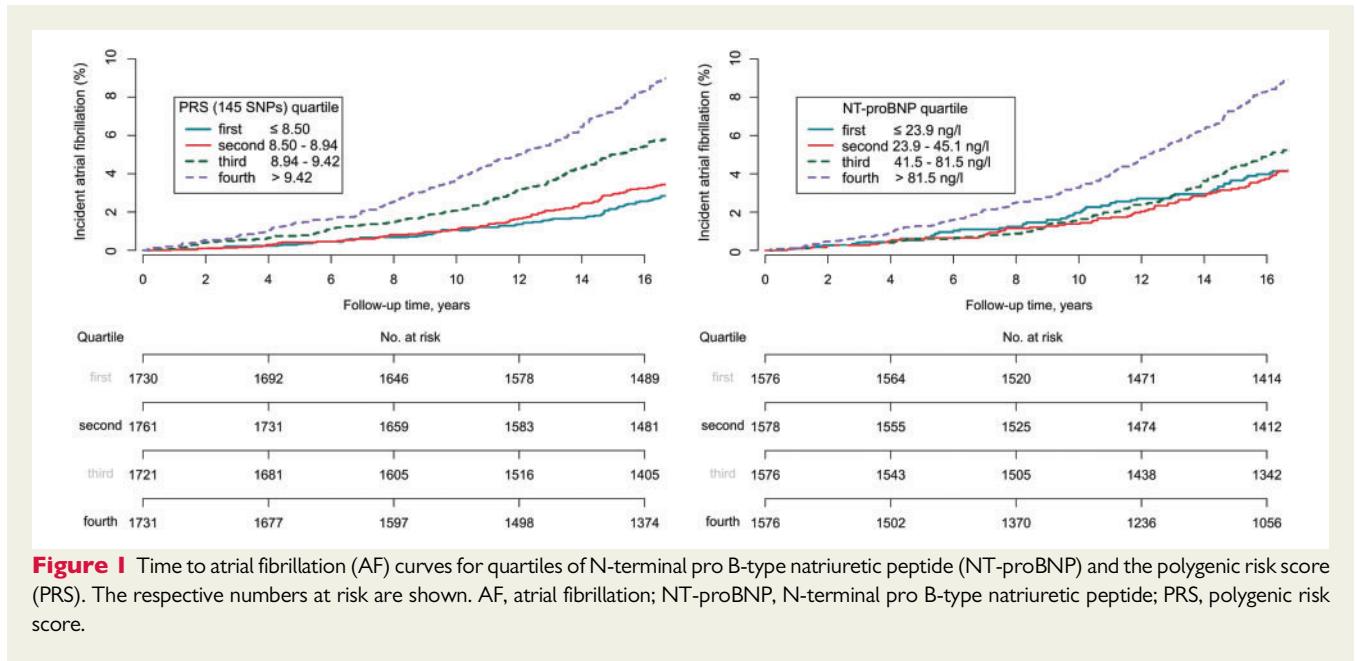 Incident atrial fibrillation (%)
10
8
6
4
2
0
PRS (145 SNPs) quartile
first ≤ 8.50
second 8.50 - 8.94
third 8.94 - 9.42
fourth > 9.42
0 2 4 6 8 10 12 14 16
Follow-up time, years
Quartile No. at risk
first 1730 1692 1646 1578 1489
second 1761 1731 1659 1583 1481
third 1721 1681 1605 1516 1405
fourth 1731 1677 1597 1498 1374
Incident atrial fibrillation (%)
10
8
6
4
2
0
NT-proBNP quartile
first ≤ 23.9 ng/l
second 23.9 - 45.1 ng/l
third 41.5 - 81.5 ng/l
fourth > 81.5 ng/l
0 2 4 6 8 10 12 14 16
Follow-up time, years
Quartile No. at risk
first 1576 1564 1520 1471 1414
second 1578 1555 1525 1474 1412
third 1576 1543 1505 1438 1342
fourth 1576 1502 1370 1236 1056
Figure 1 Time to atrial fibrillation (AF) curves for quartiles of N-terminal pro B-type natriuretic peptide (NT-proBNP) and the polygenic risk score
(PRS). The respective numbers at risk are shown. AF, atrial fibrillation; NT-proBNP, N-terminal pro B-type natriuretic peptide; PRS, polygenic risk
score.